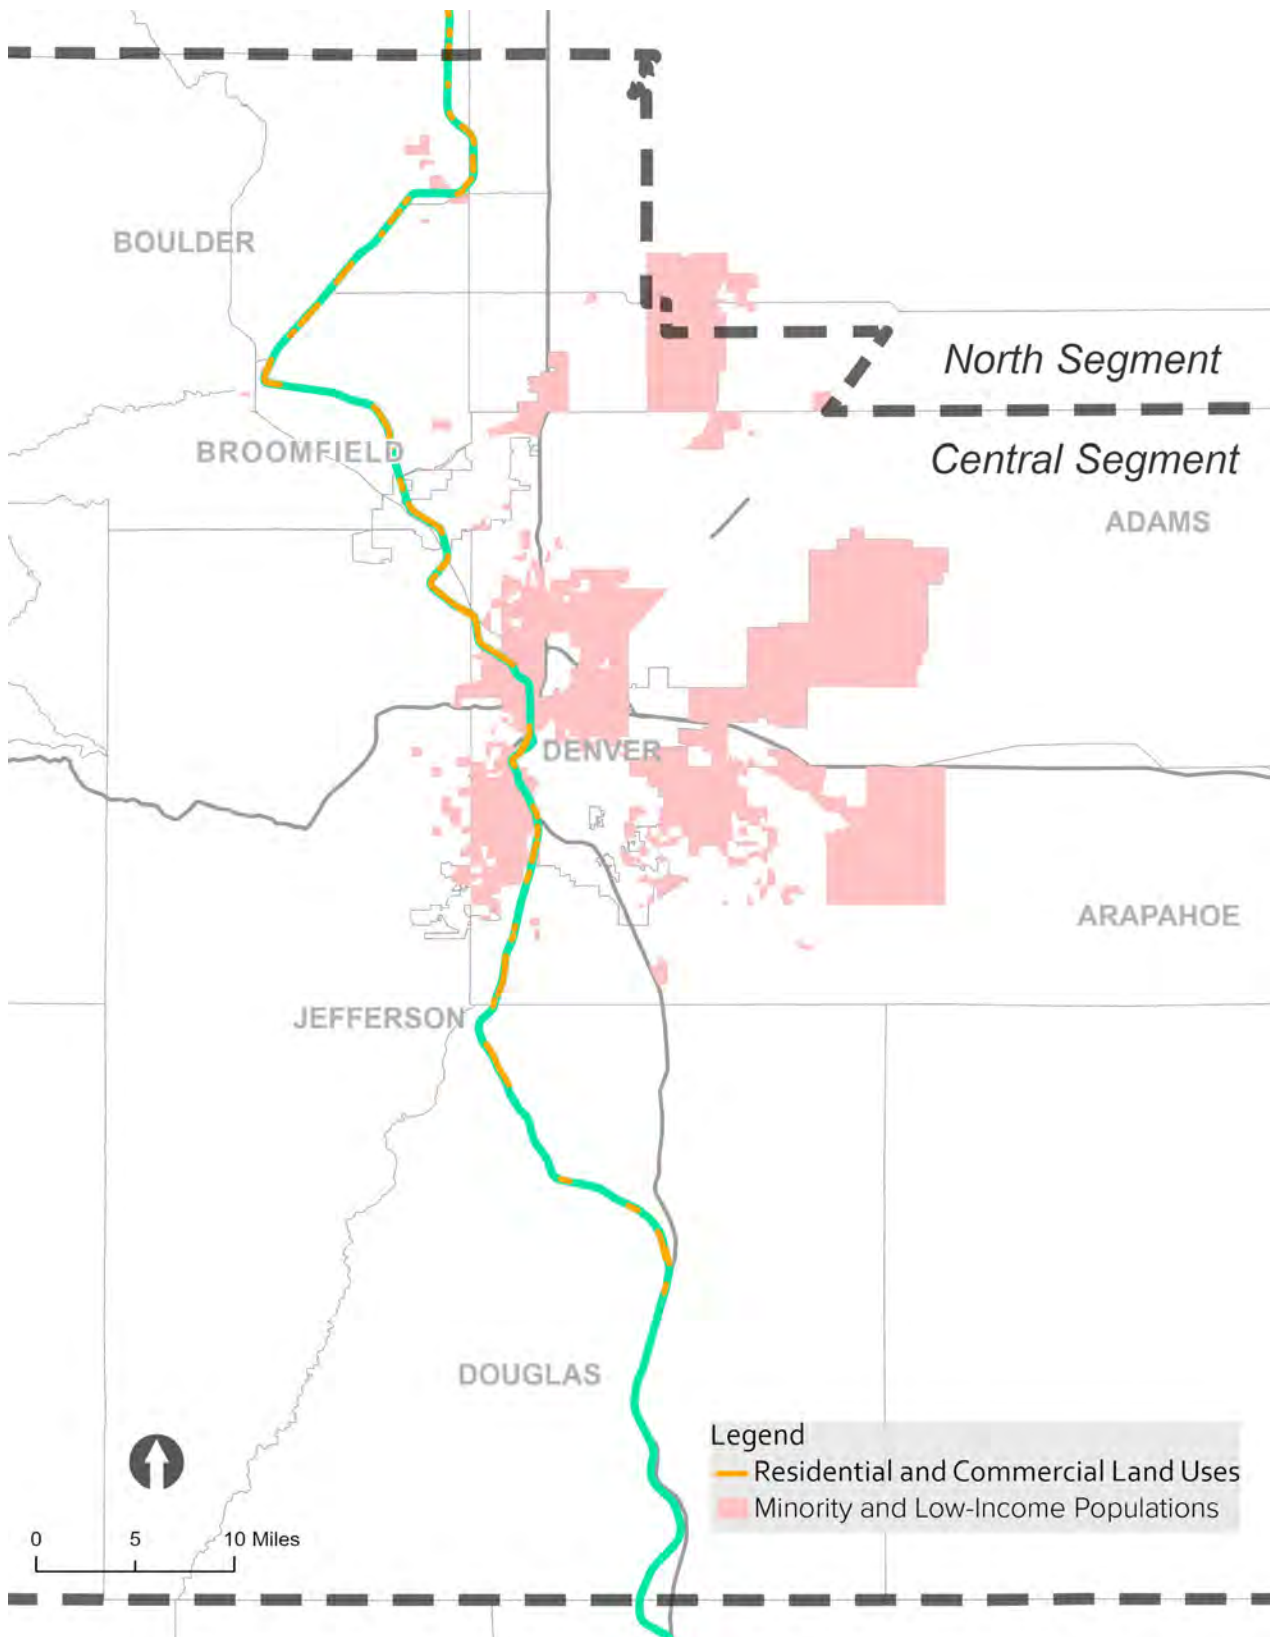 BOULDER
North Segment
BROOMFIELD
Central Segment
ADAMS
DENVER
ARAPAHOE
JEFFERSON
DOUGLAS
Legend
Residential and Commercial Land Uses
Minority and Low-Income Populations
0 5 10 Miles